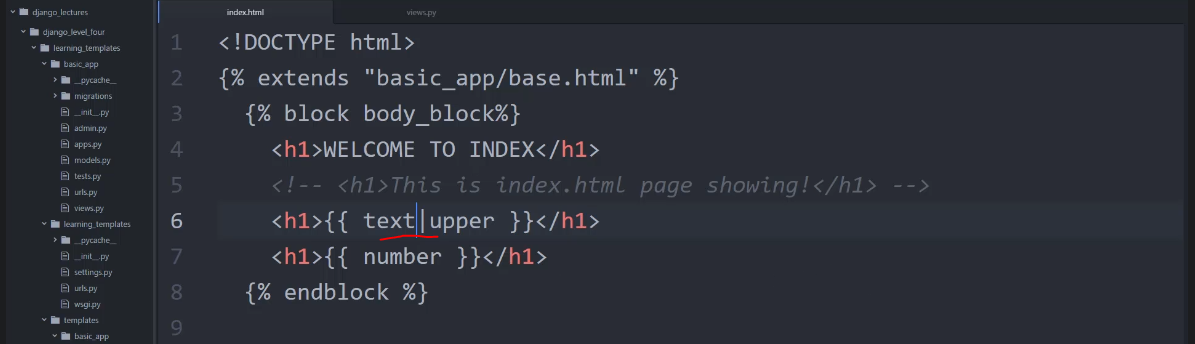 django_lectures
django_level_four
learning_templates
basic_app
__pycache__
migrations
__init__.py
admin.py
apps.py
models.py
tests.py
urls.py
views.py
learning_templates
__pycache__
__init__.py
settings.py
urls.py
wsgi.py
templates
basic_app
index.html views.py
1 <!DOCTYPE html>
2 {% extends "basic_app/base.html" %}
3 {% block body_block%}
4 <h1>WELCOME TO INDEX</h1>
5 <!-- <h1>This is index.html page showing!</h1> -->
6 <h1>{{ text|upper }}</h1>
7 <h1>{{ number }}</h1>
8 {% endblock %}
9